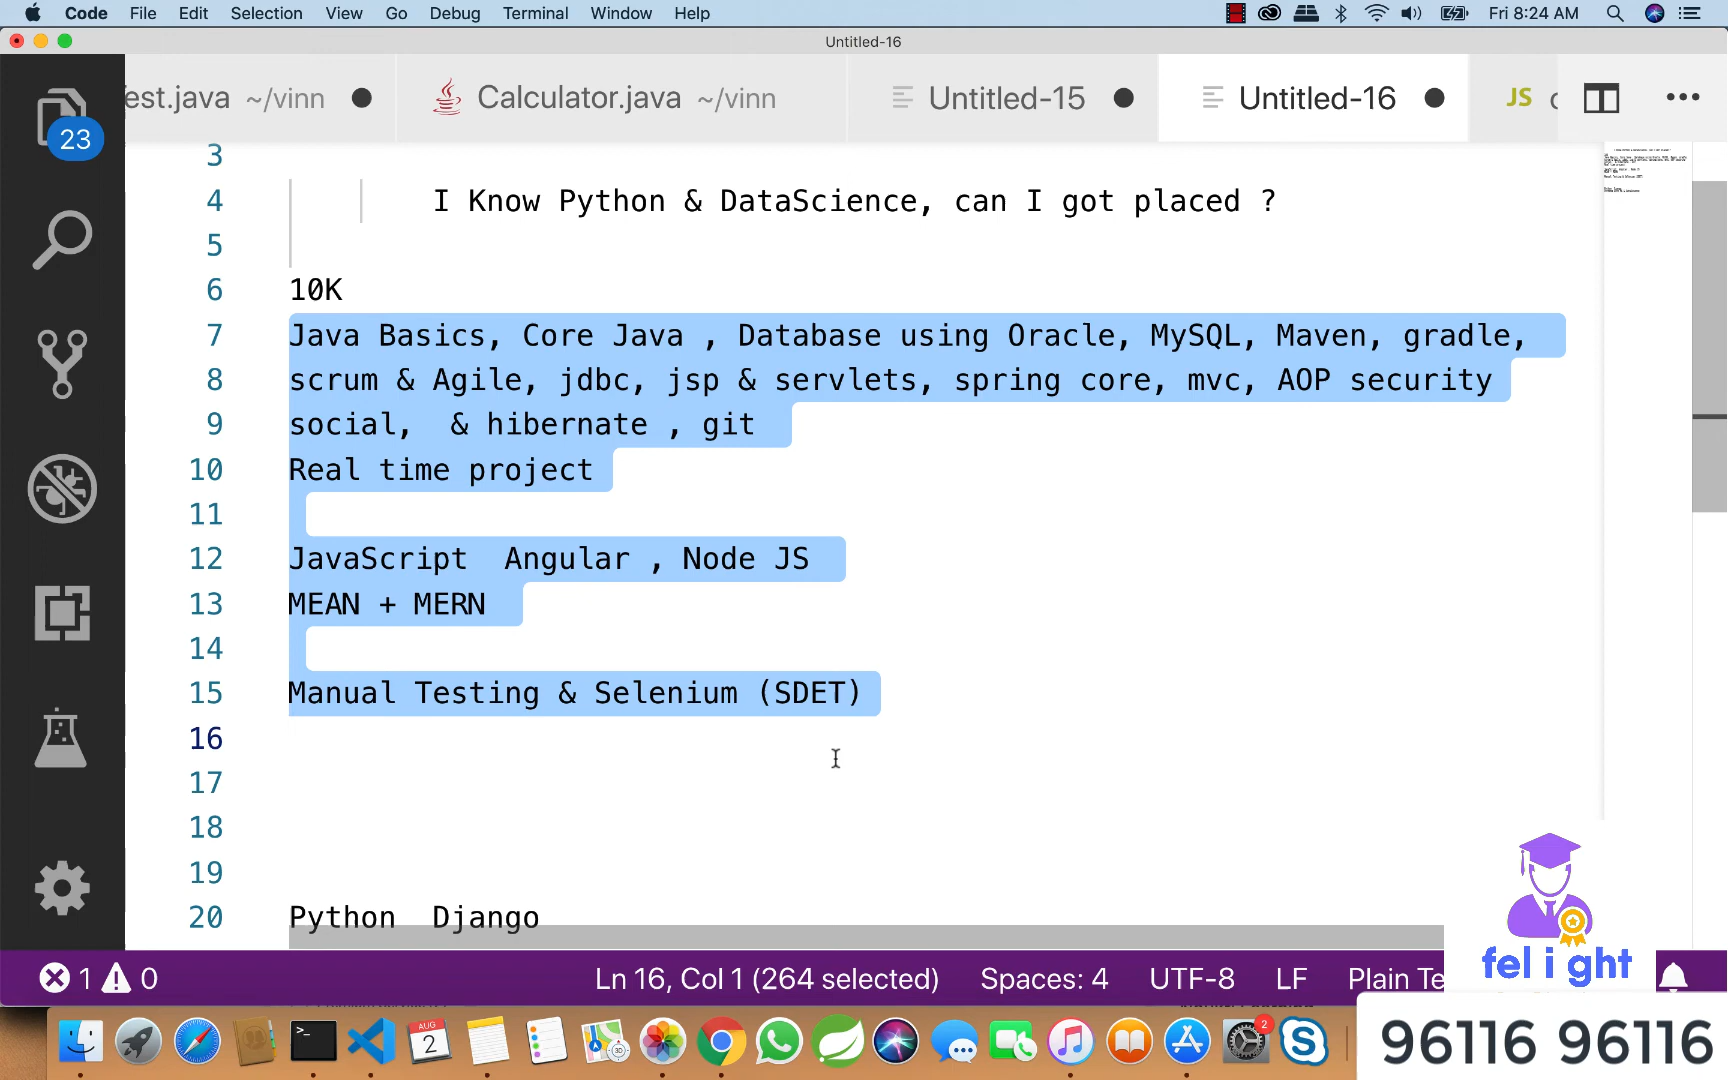 Code File Edit Selection View Go Debug Terminal Window Help Fri 8:24 AM
Untitled-16
est.java ~/vinn Calculator.java ~/vinn Untitled-15 Untitled-16 JS
23
3
4 I Know Python & DataScience, can I got placed ?
5
6 10K
7 Java Basics, Core Java , Database using Oracle, MySQL, Maven, gradle,
8 scrum & Agile, jdbc, jsp & servlets, spring core, mvc, AOP security
9 social,  & hibernate , git
10 Real time project
11
12 JavaScript  Angular , Node JS
13 MEAN + MERN
14
15 Manual Testing & Selenium (SDET)
16
17
18
19
20 Python  Django
fel i ght
1 0 Ln 16, Col 1 (264 selected) Spaces: 4 UTF-8 LF Plain Te
AUG
2
3D
2
96116 96116